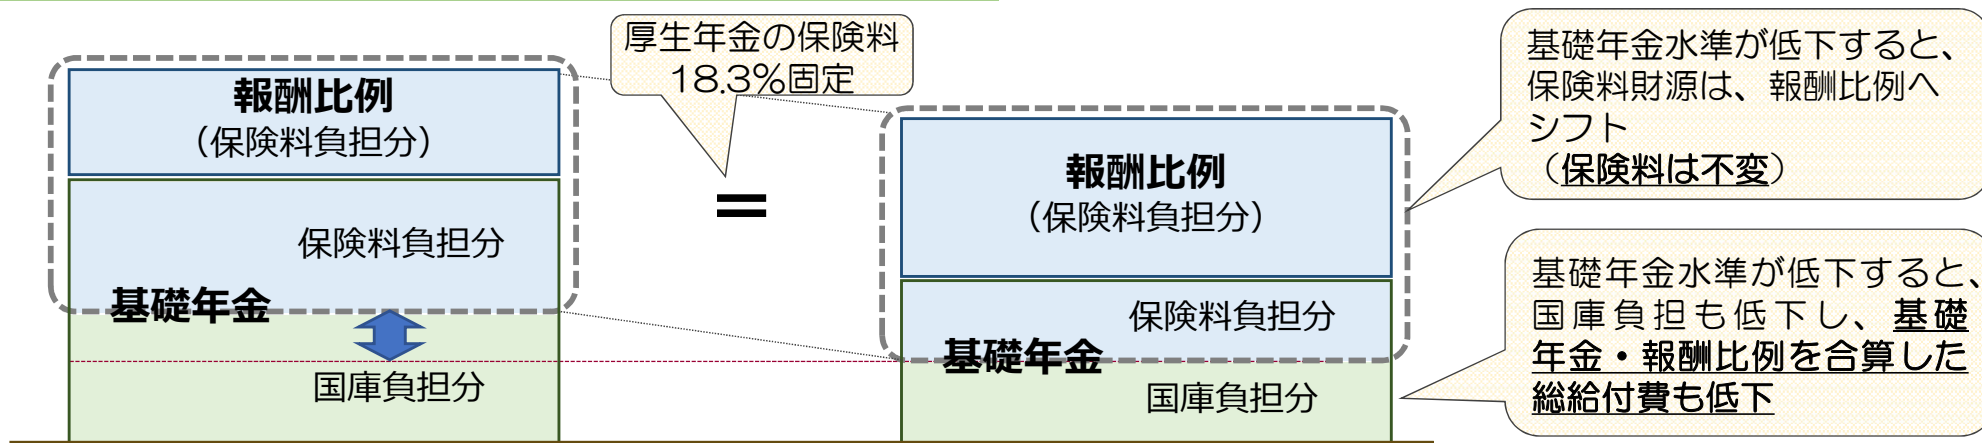 厚生年金の保険料
18.3%固定
報酬比例
（保険料負担分）
保険料負担分
基礎年金
国庫負担分
＝
報酬比例
（保険料負担分）
保険料負担分
基礎年金
国庫負担分
基礎年金水準が低下すると、
保険料財源は、報酬比例へ
シフト
（保険料は不変）
基礎年金水準が低下すると、
国庫負担も低下し、基礎
年金・報酬比例を合算した
総給付費も低下